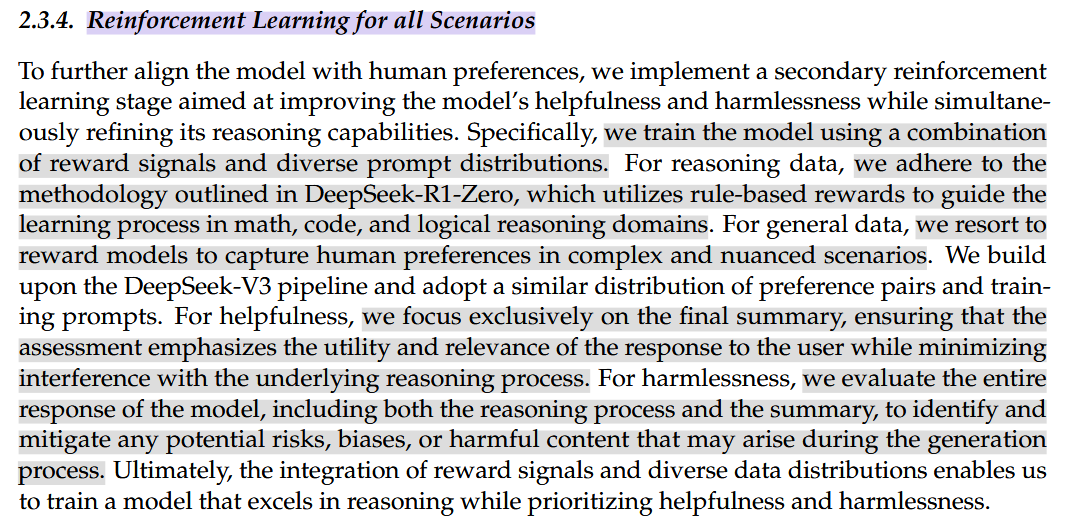 2.3.4. Reinforcement Learning for all Scenarios
To further align the model with human preferences, we implement a secondary reinforcement
learning stage aimed at improving the model's helpfulness and harmlessness while simultane-
ously refining its reasoning capabilities. Specifically, we train the model using a combination
of reward signals and diverse prompt distributions. For reasoning data, we adhere to the
methodology outlined in DeepSeek-R1-Zero, which utilizes rule-based rewards to guide the
learning process in math, code, and logical reasoning domains. For general data, we resort to
reward models to capture human preferences in complex and nuanced scenarios. We build
upon the DeepSeek-V3 pipeline and adopt a similar distribution of preference pairs and train-
ing prompts. For helpfulness, we focus exclusively on the final summary, ensuring that the
assessment emphasizes the utility and relevance of the response to the user while minimizing
interference with the underlying reasoning process. For harmlessness, we evaluate the entire
response of the model, including both the reasoning process and the summary, to identify and
mitigate any potential risks, biases, or harmful content that may arise during the generation
process. Ultimately, the integration of reward signals and diverse data distributions enables us
to train a model that excels in reasoning while prioritizing helpfulness and harmlessness.